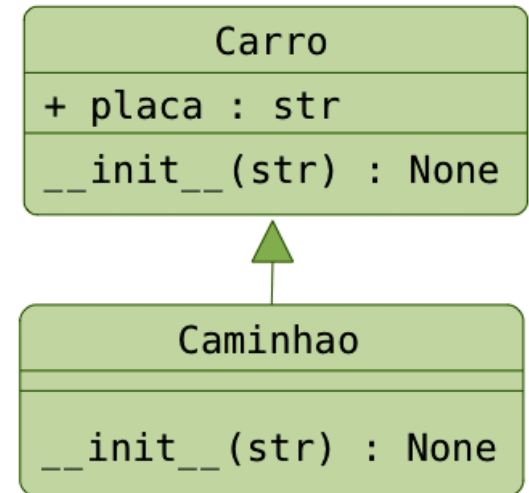 Carro
+ placa : str
__init__(str) : None
Caminhao
__init__(str) : None